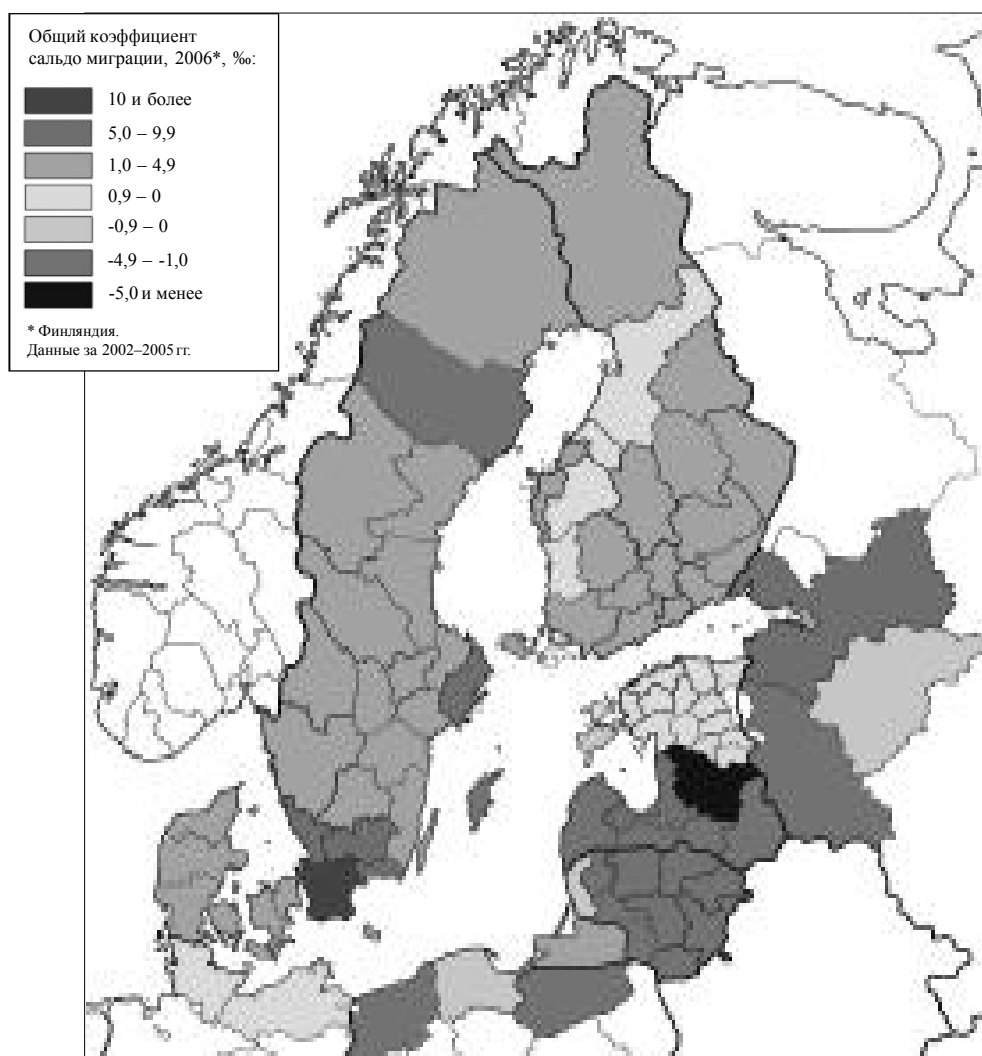 Общий коэффициент
сальдо миграции, 2006*, ‰:
10 и более
5,0 – 9,9
1,0 – 4,9
0,9 – 0
-0,9 – 0
-4,9 – -1,0
-5,0 и менее
* Финляндия.
Данные за 2002–2005 гг.